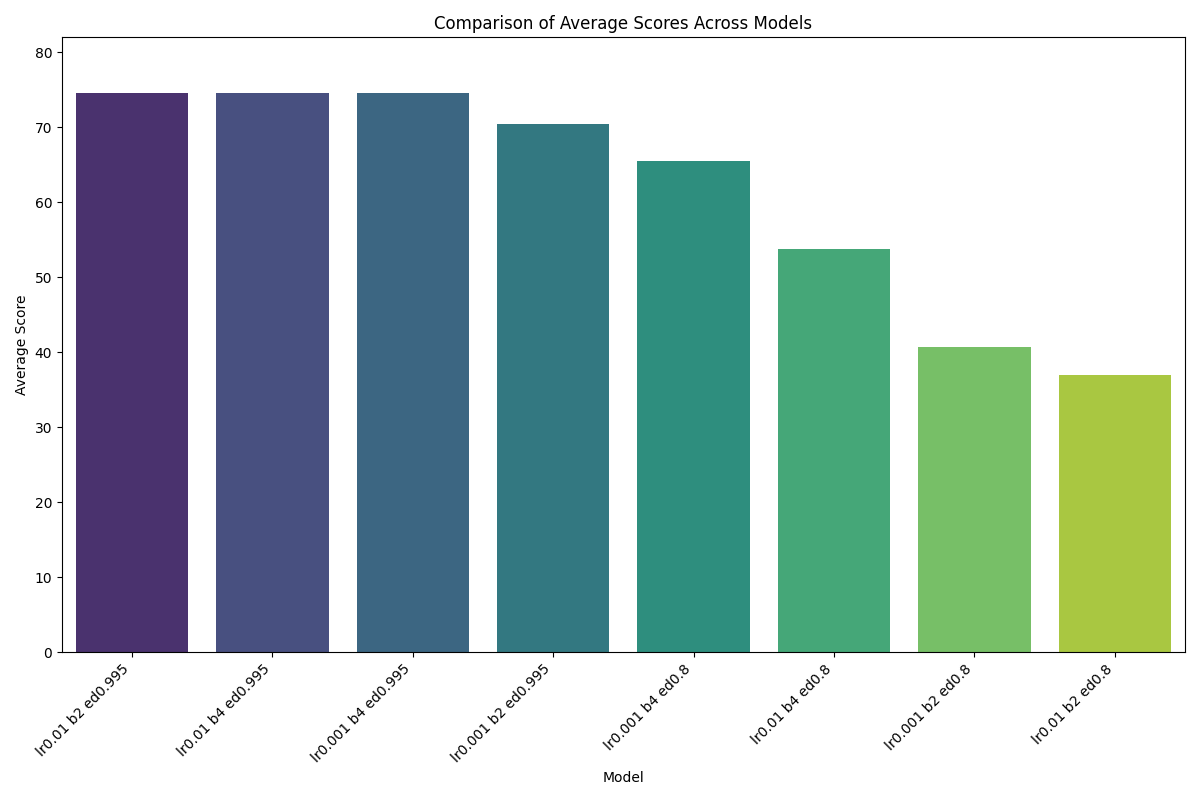 Comparison of Average Scores Across Models
80
70
60
50
40
30
20
10
0
Average Score
lr0.01 b2 ed0.995
lr0.01 b4 ed0.995
lr0.001 b4 ed0.995
lr0.001 b2 ed0.995
lr0.001 b4 ed0.8
lr0.01 b4 ed0.8
lr0.001 b2 ed0.8
lr0.01 b2 ed0.8
Model